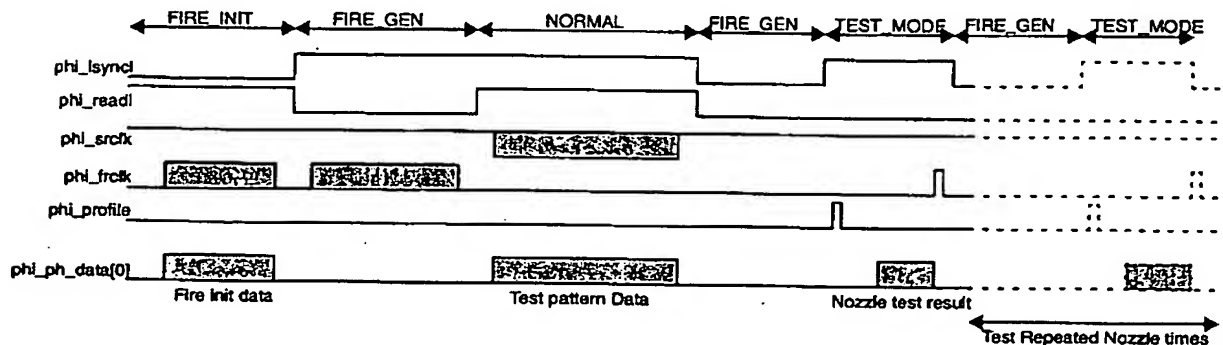 FIRE_INIT FIRE_GEN NORMAL FIRE_GEN TEST_MODE FIRE_GEN TEST_MODE
phi_lsyncl
phi_readl
phi_srclk
phi_frclk
phi_profile
phi_ph_data[0]
Fire Init data Test pattern Data Nozzle test result
Test Repeated Nozzle times